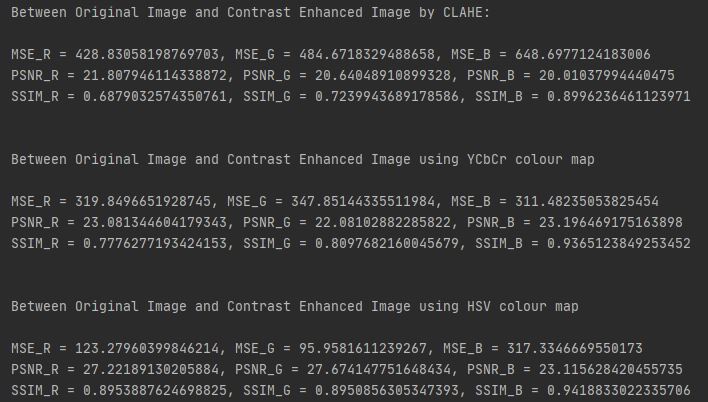 Between Original Image and Contrast Enhanced Image by CLAHE:
MSE_R = 428.83058198769703, MSE_G = 484.6718329488658, MSE_B = 648.6977124183006
PSNR_R = 21.807946114338872, PSNR_G = 20.64048910899328, PSNR_B = 20.01037994440475
SSIM_R = 0.6879032574350761, SSIM_G = 0.7239943689178586, SSIM_B = 0.8996236461123971
Between Original Image and Contrast Enhanced Image using YCbCr colour map
MSE_R = 319.8496651928745, MSE_G = 347.85144335511984, MSE_B = 311.48235053825454
PSNR_R = 23.081344604179343, PSNR_G = 22.08102882285822, PSNR_B = 23.196469175163898
SSIM_R = 0.7776277193424153, SSIM_G = 0.8097682160045679, SSIM_B = 0.9365123849253452
Between Original Image and Contrast Enhanced Image using HSV colour map
MSE_R = 123.27960399846214, MSE_G = 95.9581611239267, MSE_B = 317.3346669550173
PSNR_R = 27.22189130205884, PSNR_G = 27.674147751648434, PSNR_B = 23.115628420455735
SSIM_R = 0.8953887624698825, SSIM_G = 0.8950856305347393, SSIM_B = 0.9418833022335706